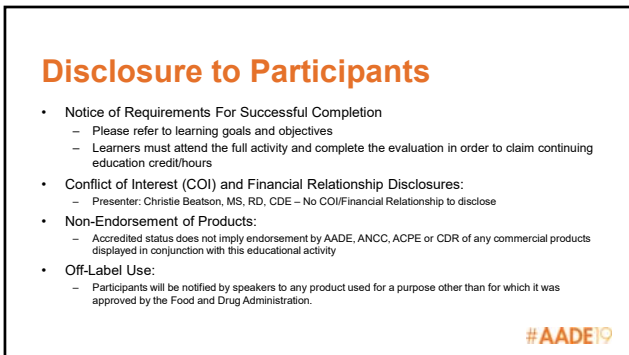 Disclosure to Participants
• Notice of Requirements For Successful Completion
– Please refer to learning goals and objectives
– Learners must attend the full activity and complete the evaluation in order to claim continuing
education credit/hours
• Conflict of Interest (COI) and Financial Relationship Disclosures:
– Presenter: Christie Beatson, MS, RD, CDE – No COI/Financial Relationship to disclose
• Non-Endorsement of Products:
– Accredited status does not imply endorsement by AADE, ANCC, ACPE or CDR of any commercial products
displayed in conjunction with this educational activity
• Off-Label Use:
– Participants will be notified by speakers to any product used for a purpose other than for which it was
approved by the Food and Drug Administration.
#AADE19